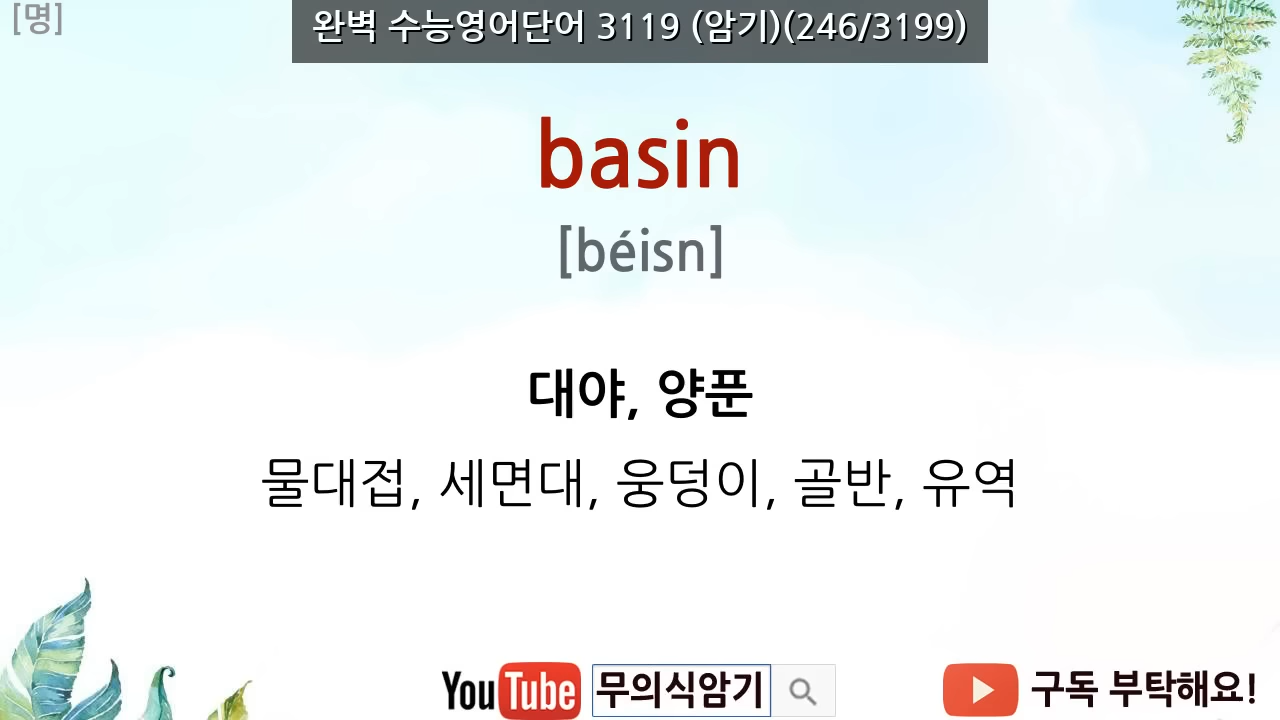 [명]
완벽 수능영어단어 3119 (암기)(246/3199)
basin
[béisn]
대야, 양푼
물대접, 세면대, 웅덩이, 골반, 유역
YouTube 무의식암기 구독 부탁해요!